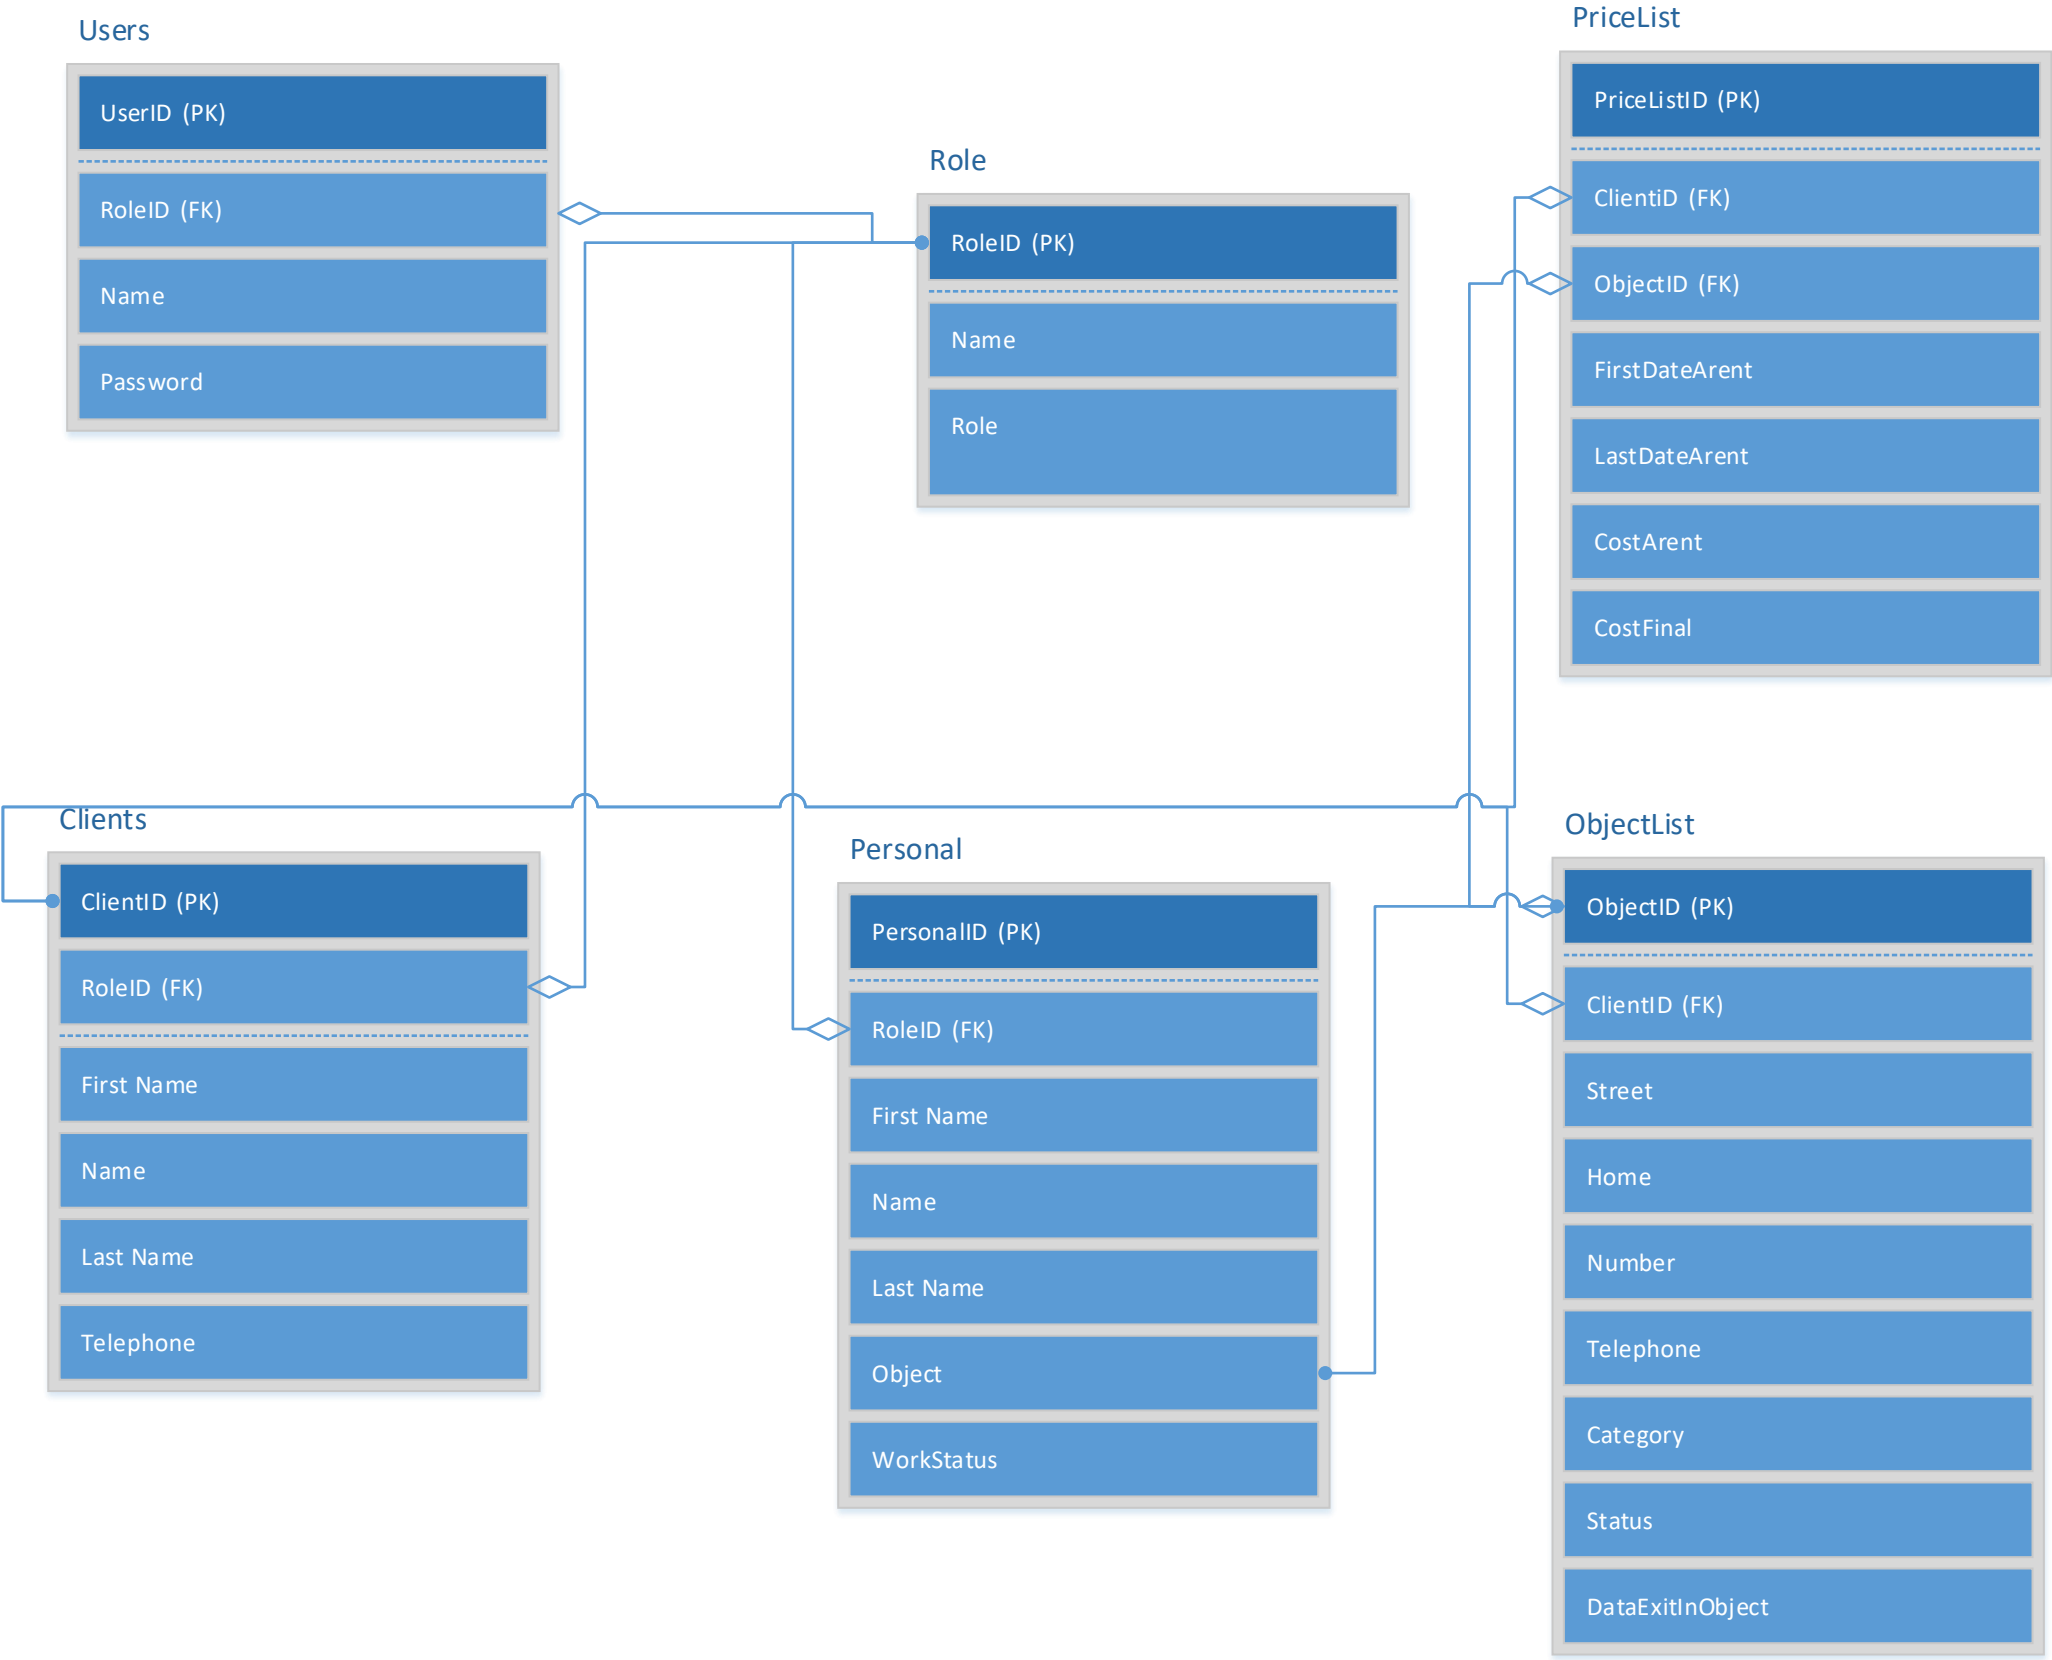 Users
UserID (PK)
RoleID (FK)
Name
Password
Role
RoleID (PK)
Name
Role
PriceList
PriceListID (PK)
ClientiD (FK)
ObjectID (FK)
FirstDateArent
LastDateArent
CostArent
CostFinal
Clients
ClientID (PK)
RoleID (FK)
First Name
Name
Last Name
Telephone
Personal
PersonalID (PK)
RoleID (FK)
First Name
Name
Last Name
Object
WorkStatus
ObjectList
ObjectID (PK)
ClientID (FK)
Street
Home
Number
Telephone
Category
Status
DataExitInObject